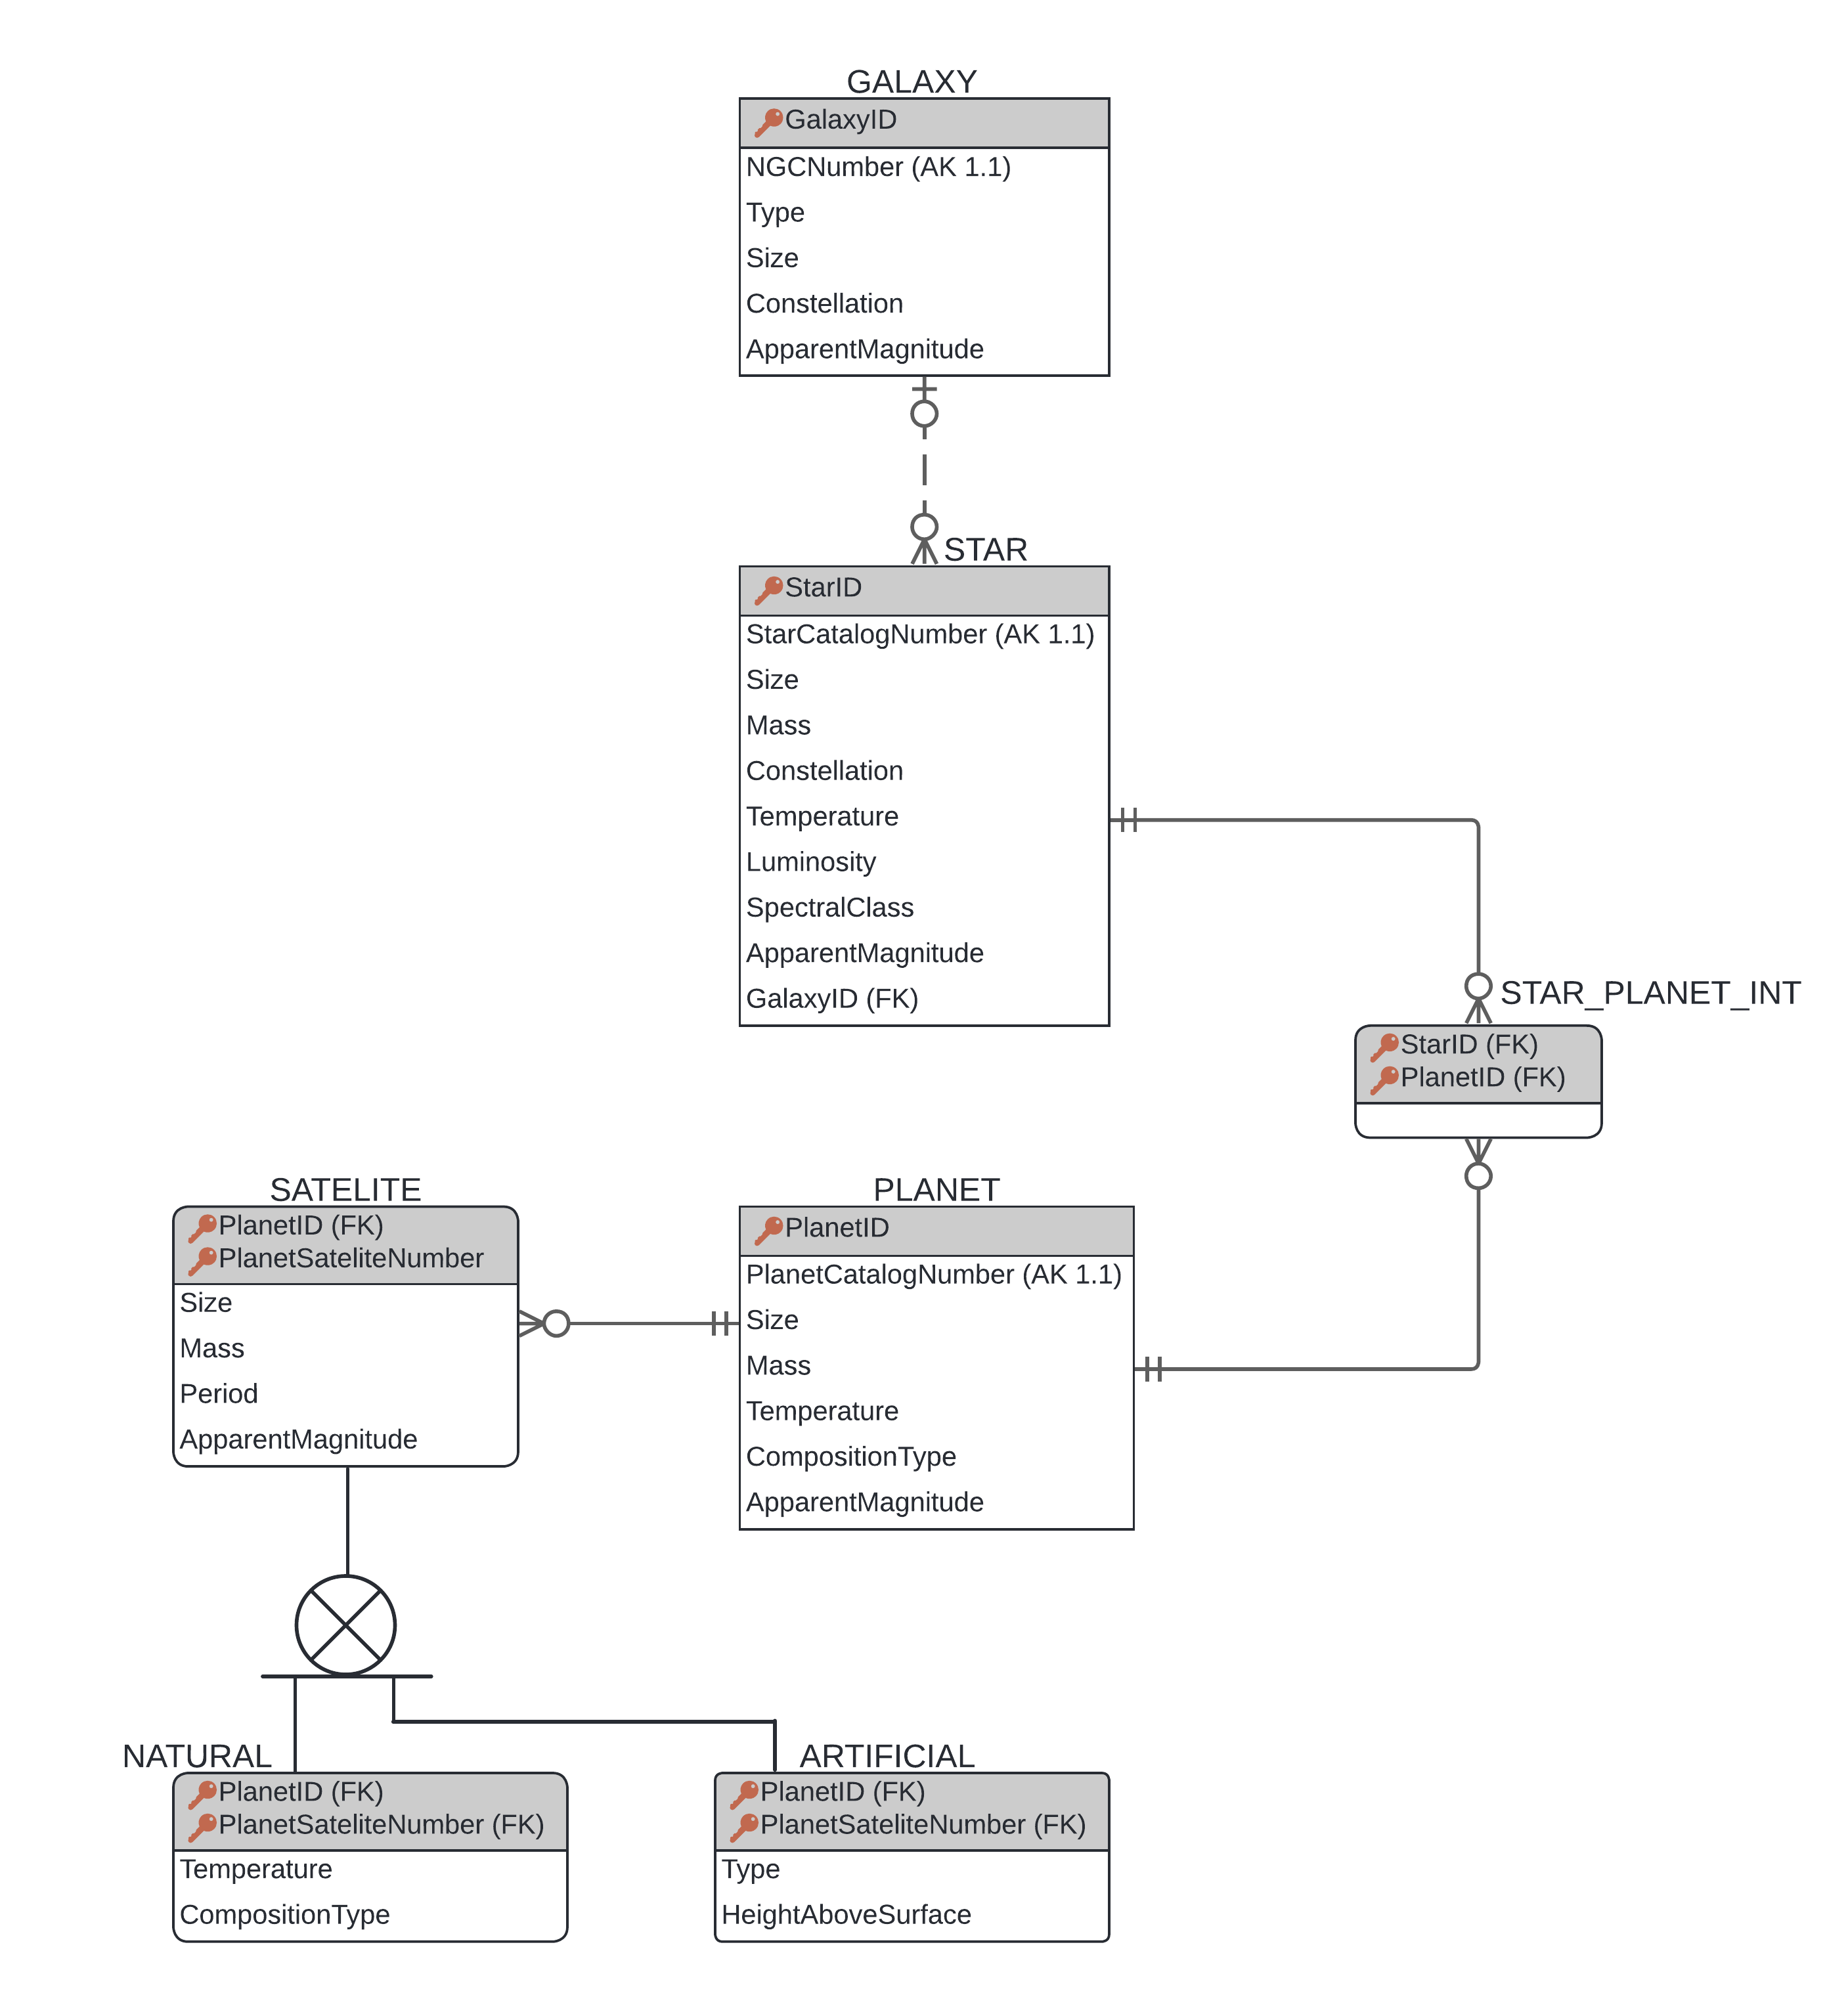 GALAXY
GalaxyID
NGCNumber (AK 1.1)
Type
Size
Constellation
ApparentMagnitude
STAR
StarID
StarCatalogNumber (AK 1.1)
Size
Mass
Constellation
Temperature
Luminosity
SpectralClass
ApparentMagnitude
GalaxyID (FK)
STAR_PLANET_INT
StarID (FK)
PlanetID (FK)
SATELITE
PlanetID (FK)
PlanetSateliteNumber
Size
Mass
Period
ApparentMagnitude
PLANET
PlanetID
PlanetCatalogNumber (AK 1.1)
Size
Mass
Temperature
CompositionType
ApparentMagnitude
NATURAL
PlanetID (FK)
PlanetSateliteNumber (FK)
Temperature
CompositionType
ARTIFICIAL
PlanetID (FK)
PlanetSateliteNumber (FK)
Type
HeightAboveSurface